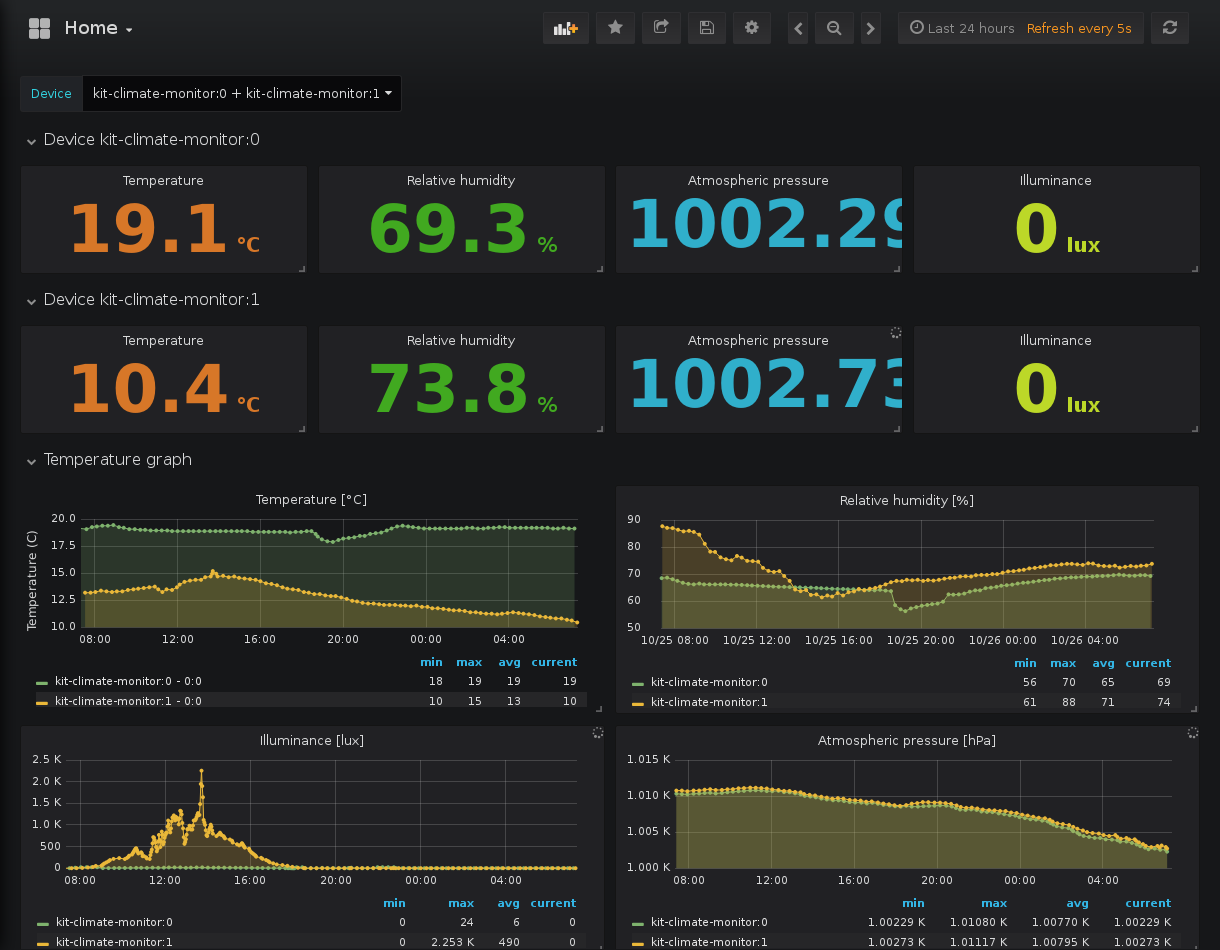 Home
Last 24 hours Refresh every 5s
Device kit-climate-monitor:0 + kit-climate-monitor:1
Device kit-climate-monitor:0
Temperature Relative humidity Atmospheric pressure Illuminance
19.1 °C 69.3 % 1002.29 0 lux
Device kit-climate-monitor:1
Temperature Relative humidity Atmospheric pressure Illuminance
10.4 °C 73.8 % 1002.73 0 lux
Temperature graph
Temperature [°C]
Temperature (C)
20.0
17.5
15.0
12.5
10.0
08:00 12:00 16:00 20:00 00:00 04:00
min max avg current
kit-climate-monitor:0 - 0:0 18 19 19 19
kit-climate-monitor:1 - 0:0 10 15 13 10
Relative humidity [%]
90
80
70
60
50
10/25 08:00 10/25 12:00 10/25 16:00 10/25 20:00 10/26 00:00 10/26 04:00
min max avg current
kit-climate-monitor:0 56 70 65 69
kit-climate-monitor:1 61 88 71 74
Illuminance [lux]
2.5 K
2.0 K
1.5 K
1.0 K
500
0
08:00 12:00 16:00 20:00 00:00 04:00
min max avg current
kit-climate-monitor:0 0 24 6 0
kit-climate-monitor:1 0 2.253 K 490 0
Atmospheric pressure [hPa]
1.015 K
1.010 K
1.005 K
1.000 K
08:00 12:00 16:00 20:00 00:00 04:00
min max avg current
kit-climate-monitor:0 1.00229 K 1.01080 K 1.00770 K 1.00229 K
kit-climate-monitor:1 1.00273 K 1.01117 K 1.00795 K 1.00273 K